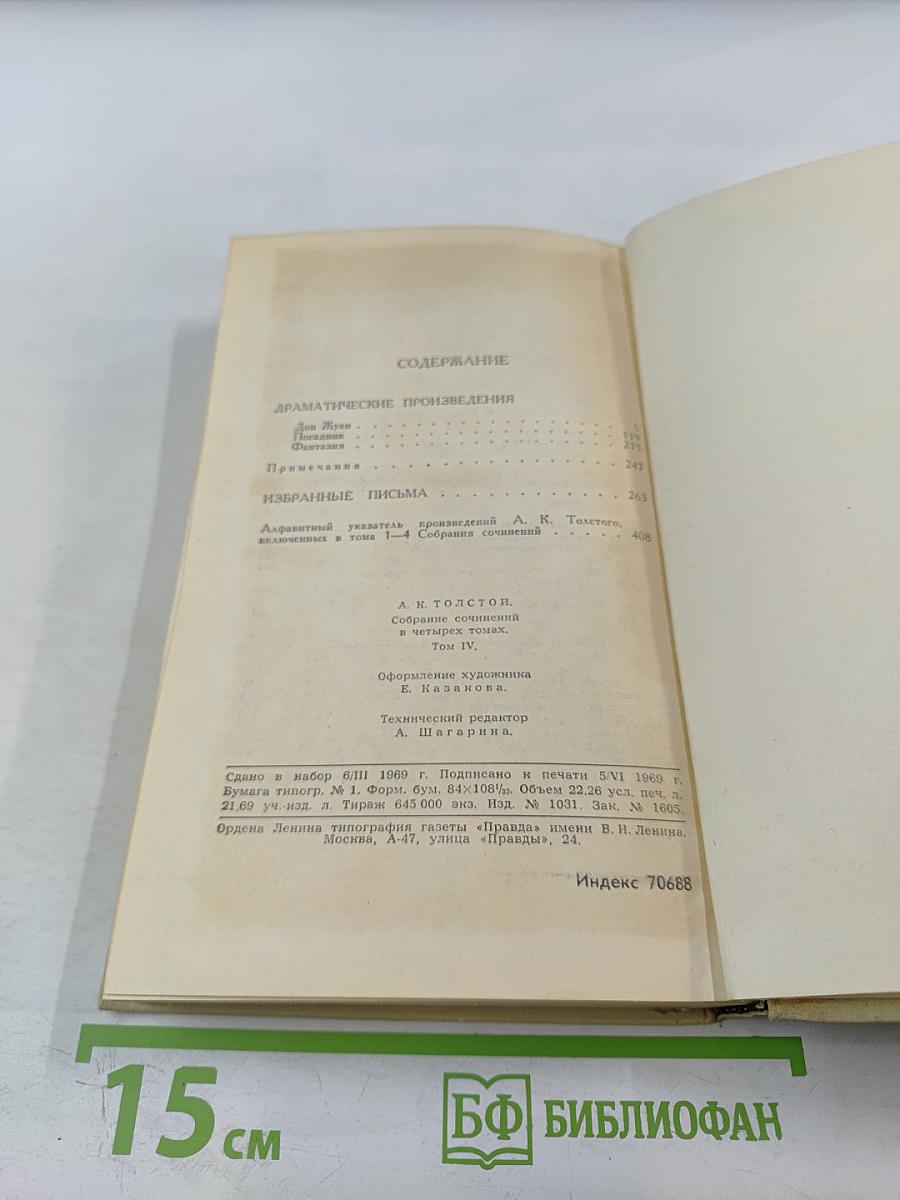 СОДЕРЖАНИЕ
ДРАМАТИЧЕСКИЕ ПРОИЗВЕДЕНИЯ
Дон Жуан . . . . . . . . . . . . . . . . 5
Посадник . . . . . . . . . . . . . . . . 119
Фантазия . . . . . . . . . . . . . . . . 215
Примечания . . . . . . . . . . . . . . 247
ИЗБРАННЫЕ ПИСЬМА . . . . . . . . . . . . 263
Алфавитный указатель произведений А. К. Толстого,
включенных в тома 1—4 Собрания сочинений . . . . . 408
А. К. ТОЛСТОЙ.
Собрание сочинений
в четырех томах.
Том IV.
Оформление художника
Е. Казакова.
Технический редактор
А. Шагарина.
Сдано в набор 6/III 1969 г. Подписано к печати 5/VI 1969 г.
Бумага типогр. № 1. Форм. бум. 84×108¹/₃₂. Объем 22,26 усл. печ. л.
21,69 уч.-изд. л. Тираж 645 000 экз. Изд. № 1031. Зак. № 1605.
Ордена Ленина типография газеты «Правда» имени В. И. Ленина.
Москва, А-47, улица «Правды», 24.
Индекс 70688
15 см
БФ БИБЛИОФАН